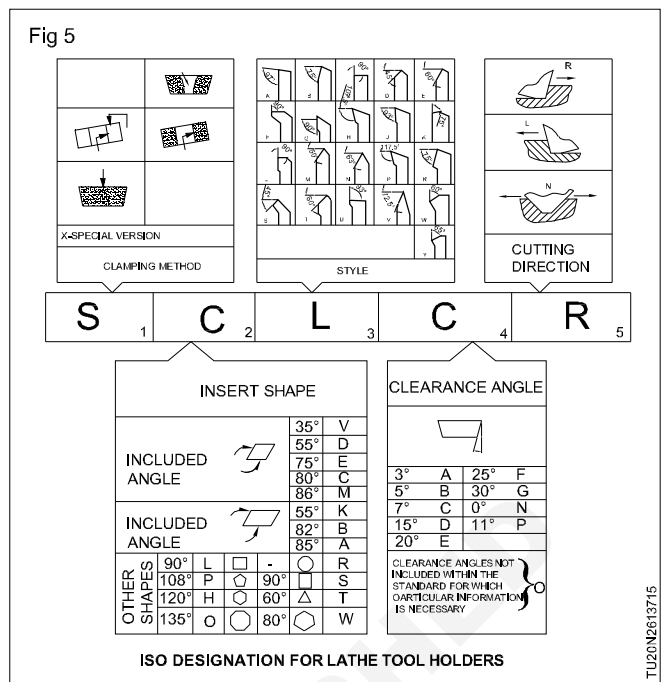 Fig 5
X-SPECIAL VERSION
CLAMPING METHOD
STYLE
R
L
N
CUTTING
DIRECTION
S 1 C 2 L 3 C 4 R 5
INSERT SHAPE
INCLUDED
ANGLE
35° V
55° D
75° E
80° C
86° M
INCLUDED
ANGLE
55° K
82° B
85° A
OTHER
SHAPES
90° L - R
108° P 90° S
120° H 60° T
135° O 80° W
CLEARANCE ANGLE
3° A 25° F
5° B 30° G
7° C 0° N
15° D 11° P
20° E
CLEARANCE ANGLES NOT
INCLUDED WITHIN THE
STANDARD FOR WHICH
OARTICULAR INFORMATION
IS NECESSARY
O
ISO DESIGNATION FOR LATHE TOOL HOLDERS
TU20N2613715